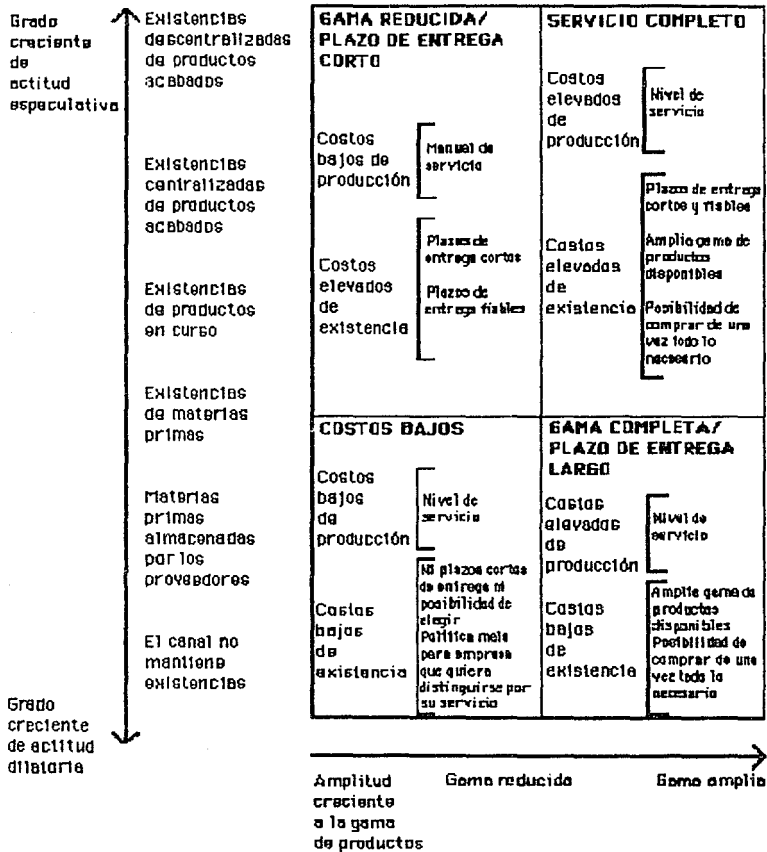 Grado
creciente
de
actitud
especulativa
Existencias
descentralizadas
de productos
acabados
Existencias
centralizadas
de productos
acabados
Existencias
de productos
en curso
Existencias
de materias
primas
Materias
primas
almacenadas
por los
proveedores
El canal no
mantiene
existencias
Grado
creciente
de actitud
dilatoria
GAMA REDUCIDA/
PLAZO DE ENTREGA
CORTO
Costos
bajos de
producción
Manual de
servicio
Costos
elevados
de
existencia
Plazos de
entrega cortos
Plazos de
entrega fiables
SERVICIO COMPLETO
Costos
elevados
de
producción
Nivel de
servicio
Costos
elevados
de
existencia
Plazos de entrega
cortos y fiables
Amplia gama de
productos
disponibles
Posibilidad de
comprar de una
vez todo lo
necesario
COSTOS BAJOS
Costos
bajos
de
producción
Nivel de
servicio
Costos
bajos
de
existencia
Ni plazos cortos
de entrega ni
posibilidad de
elegir
Política mala
para empresa
que quiera
distinguirse por
su servicio
GAMA COMPLETA/
PLAZO DE ENTREGA
LARGO
Costos
elevados
de
producción
Nivel de
servicio
Costos
bajos
de
existencia
Amplia gama de
productos
disponibles
Posibilidad de
comprar de una
vez todo lo
necesario
Amplitud
creciente
a la gama
de productos
Gama reducida
Gama amplia